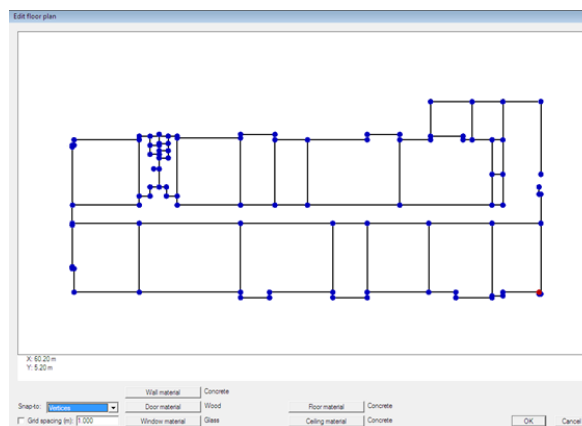 Edit floor plan
X: 60.20 m
Y: 5.20 m
Wall material Concrete
Snap-to: Vertices Door material Wood Floor material Concrete
Grid spacing (m): 1.000 Window material Glass Ceiling material Concrete OK Cancel